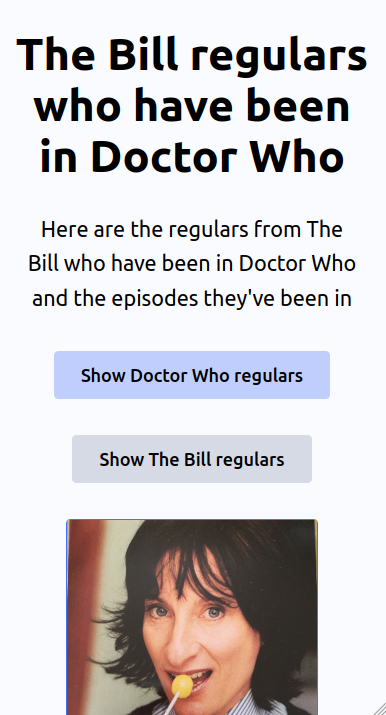 The Bill regulars
who have been
in Doctor Who
Here are the regulars from The
Bill who have been in Doctor Who
and the episodes they've been in
Show Doctor Who regulars
Show The Bill regulars